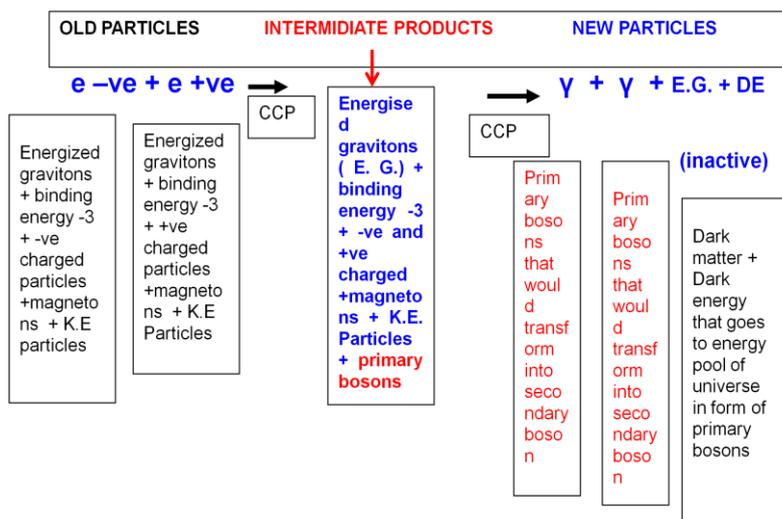 OLD PARTICLES INTERMIDIATE PRODUCTS NEW PARTICLES
e –ve + e +ve
CCP
CCP
γ + γ + E.G. + DE
(inactive)
Energized
gravitons
+ binding
energy -3
+ -ve
charged
particles
+magneto
ns + K.E
particles
Energized
gravitons
+ binding
energy -3
+ +ve
charged
particles
+magneto
ns + K.E
Particles
Energise
d
gravitons
( E. G.) +
binding
energy -3
+ -ve and
+ve
charged
+magneto
ns + K.E.
Particles
+ primary
bosons
Prim
ary
boso
ns
that
woul
d
transf
orm
into
seco
ndary
boso
n
Prim
ary
boso
ns
that
woul
d
transf
orm
into
seco
ndary
boso
n
Dark
matter +
Dark
energy
that goes
to energy
pool of
universe
in form of
primary
bosons